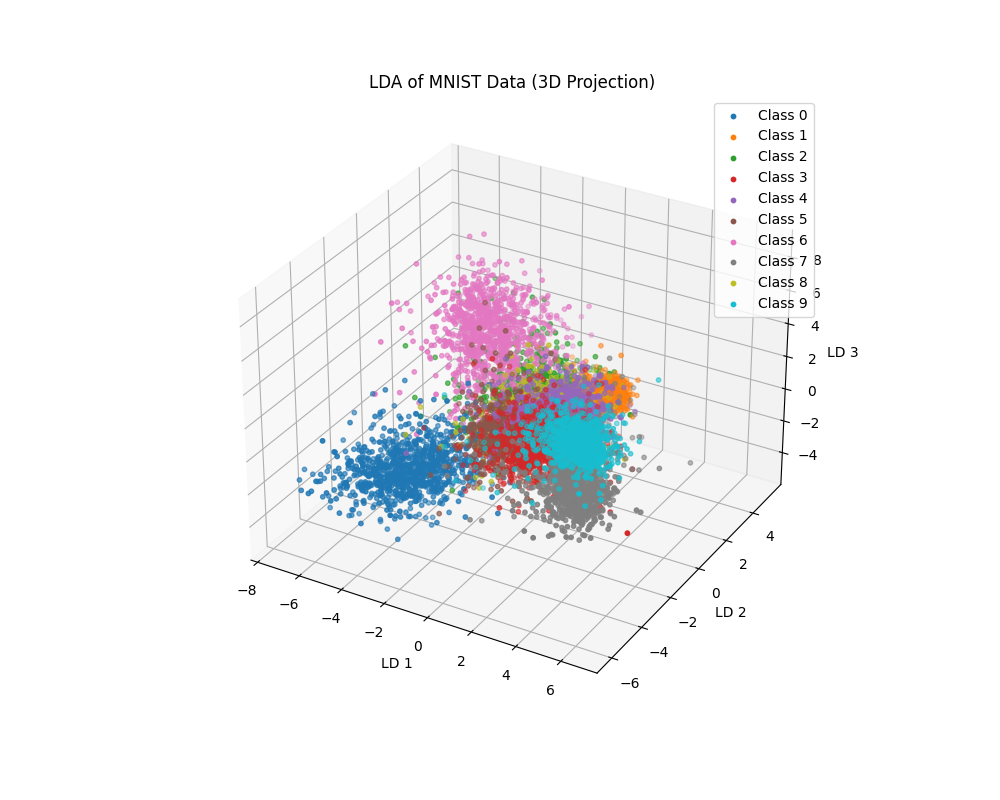 LDA of MNIST Data (3D Projection)
Class 0
Class 1
Class 2
Class 3
Class 4
Class 5
Class 6
Class 7
Class 8
Class 9
8
6
4
2
0
−2
−4
LD 3
−8
−6
−4
−2
0
2
4
6
LD 1
−6
−4
−2
0
2
4
LD 2